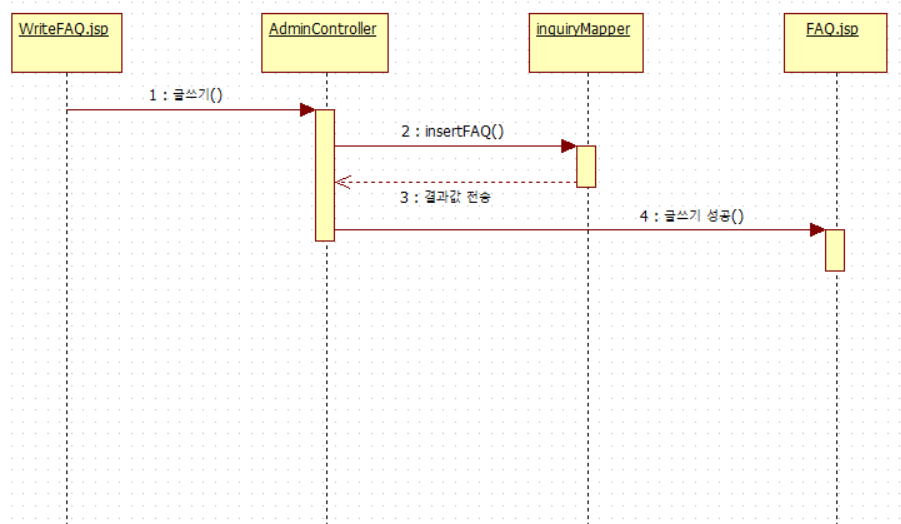 WriteFAQ.jsp
AdminController
inquiryMapper
FAQ.jsp
1 : 글쓰기()
2 : insertFAQ()
3 : 결과값 전송
4 : 글쓰기 성공()